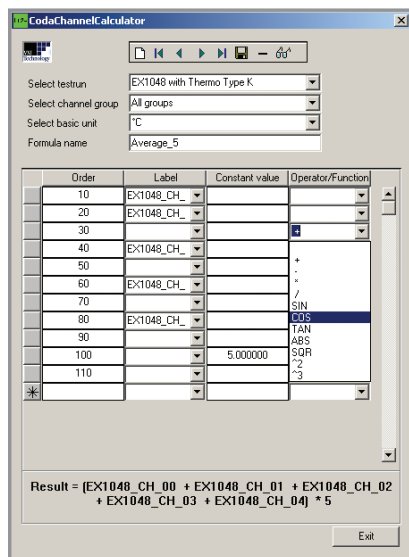 CodaChannelCalculator
Technology
Select testrun EX1048 with Thermo Type K
Select channel group All groups
Select basic unit °C
Formula name Average_5
Order Label Constant value Operator/Function
10 EX1048_CH_
20 EX1048_CH_
30 +
40 EX1048_CH_
50
60 EX1048_CH_
70
80 EX1048_CH_
90
100 5.000000
110
+
-
*
/
SIN
COS
TAN
ABS
SQR
^2
^3
Result = (EX1048_CH_00 + EX1048_CH_01 + EX1048_CH_02
+ EX1048_CH_03 + EX1048_CH_04) * 5
Exit